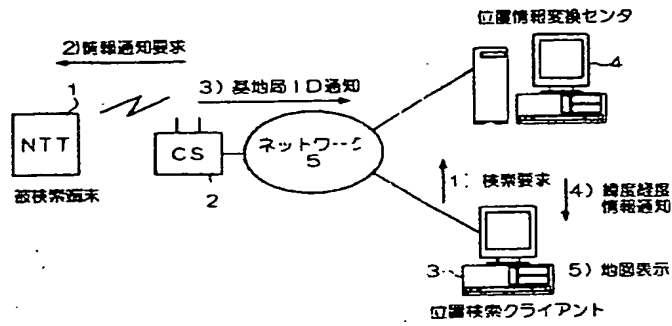 位置情報変換センタ
4
2)情報通知要求
3) 基地局ID通知
1
NTT
被検索端末
CS
2
ネットワーク
5
1) 検索要求
4) 緯度経度
情報通知
3
5) 地図表示
位置検索クライアント